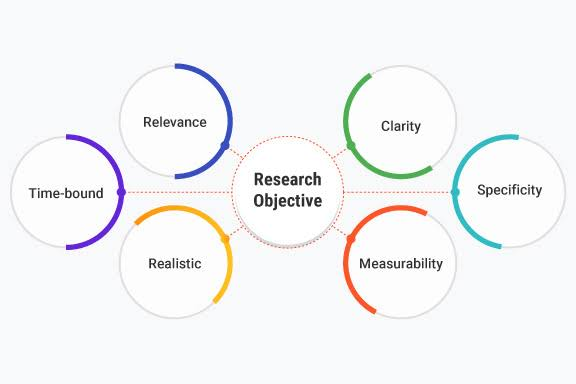 Relevance
Clarity
Time-bound
Research
Objective
Specificity
Realistic
Measurability